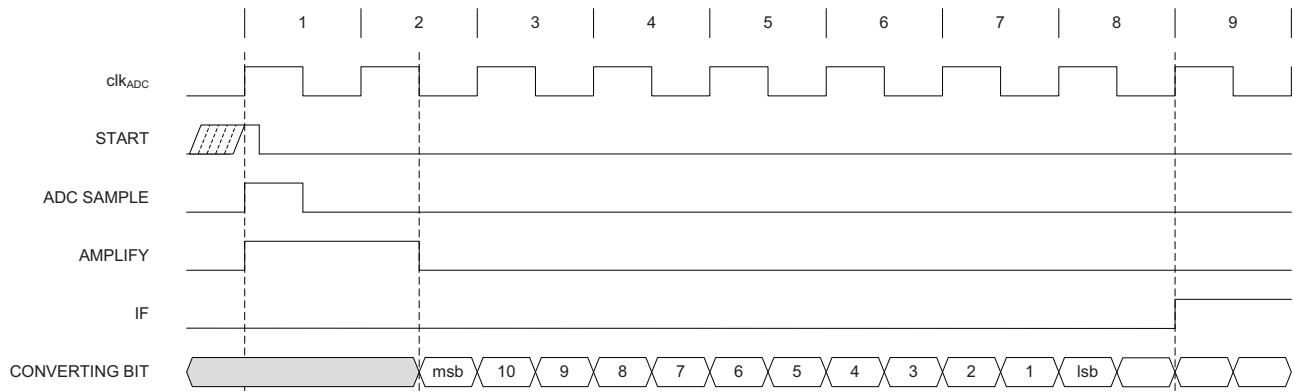 1 2 3 4 5 6 7 8 9
clkADC
START
ADC SAMPLE
AMPLIFY
IF
CONVERTING BIT msb 10 9 8 7 6 5 4 3 2 1 lsb